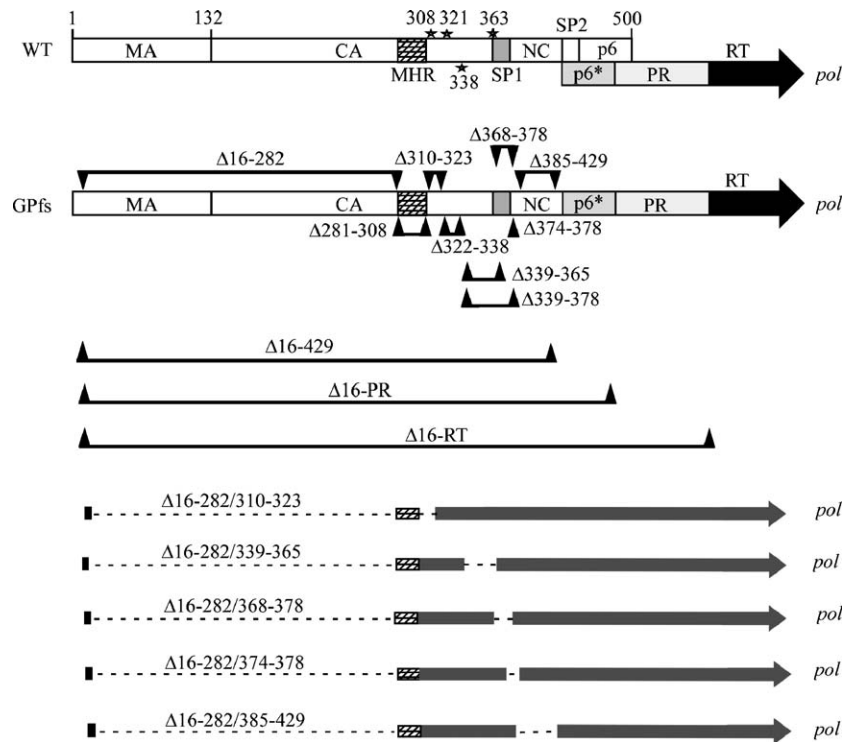 1 132 308 321 363 SP2 500
WT MA CA NC p6 RT
MHR 338 SP1 p6* PR pol
Δ368-378
Δ16-282 Δ310-323 Δ385-429
RT
GPfs MA CA NC p6* PR pol
Δ281-308 Δ374-378
Δ322-338
Δ339-365
Δ339-378
Δ16-429
Δ16-PR
Δ16-RT
Δ16-282/310-323 pol
Δ16-282/339-365 pol
Δ16-282/368-378 pol
Δ16-282/374-378 pol
Δ16-282/385-429 pol